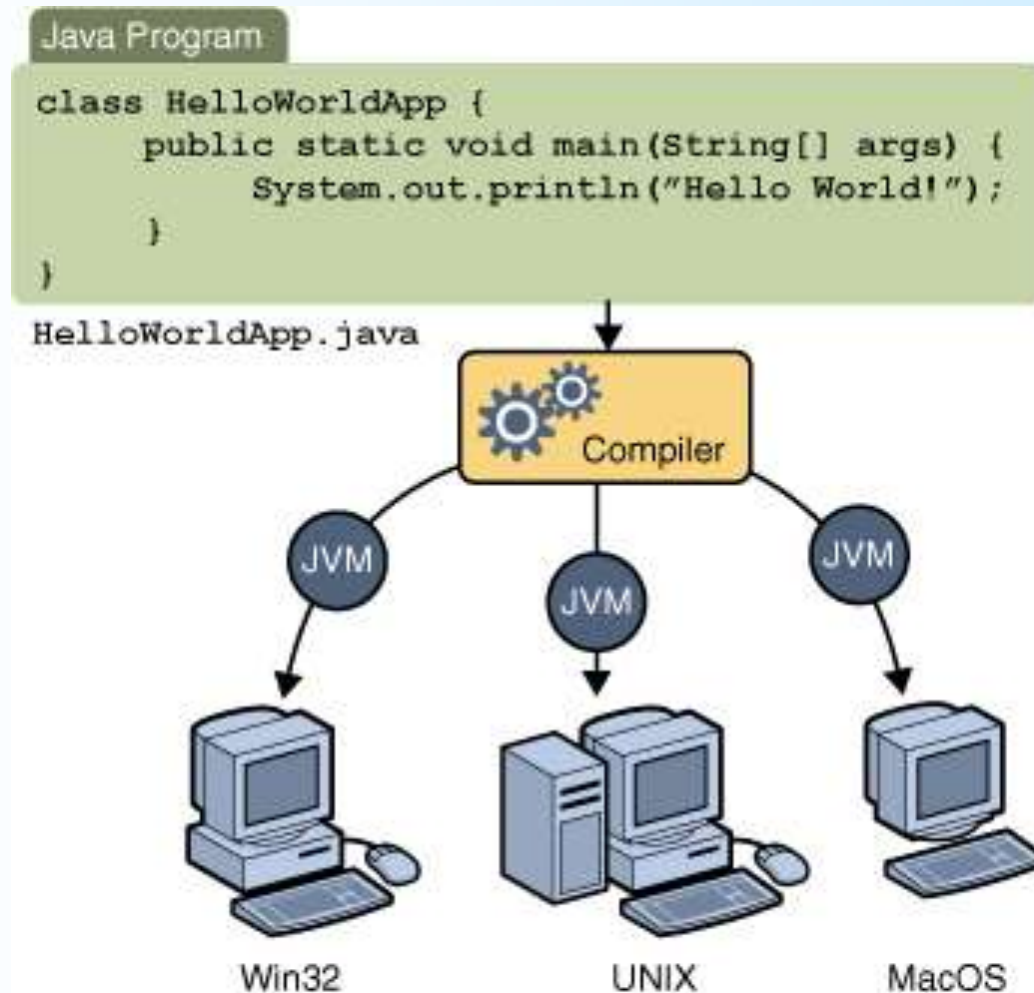 Java Program
class HelloWorldApp {
public static void main(String[] args) {
System.out.println("Hello World!");
}
}
HelloWorldApp.java
Compiler
JVM
JVM
JVM
Win32
UNIX
MacOS